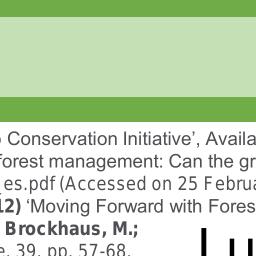 Conservation Initiative’, Availa
forest management: Can the gr
es.pdf (Accessed on 25 Februa
12) ‘Moving Forward with Fores
Brockhaus, M.;
e, 39, pp. 57-68.
Lu